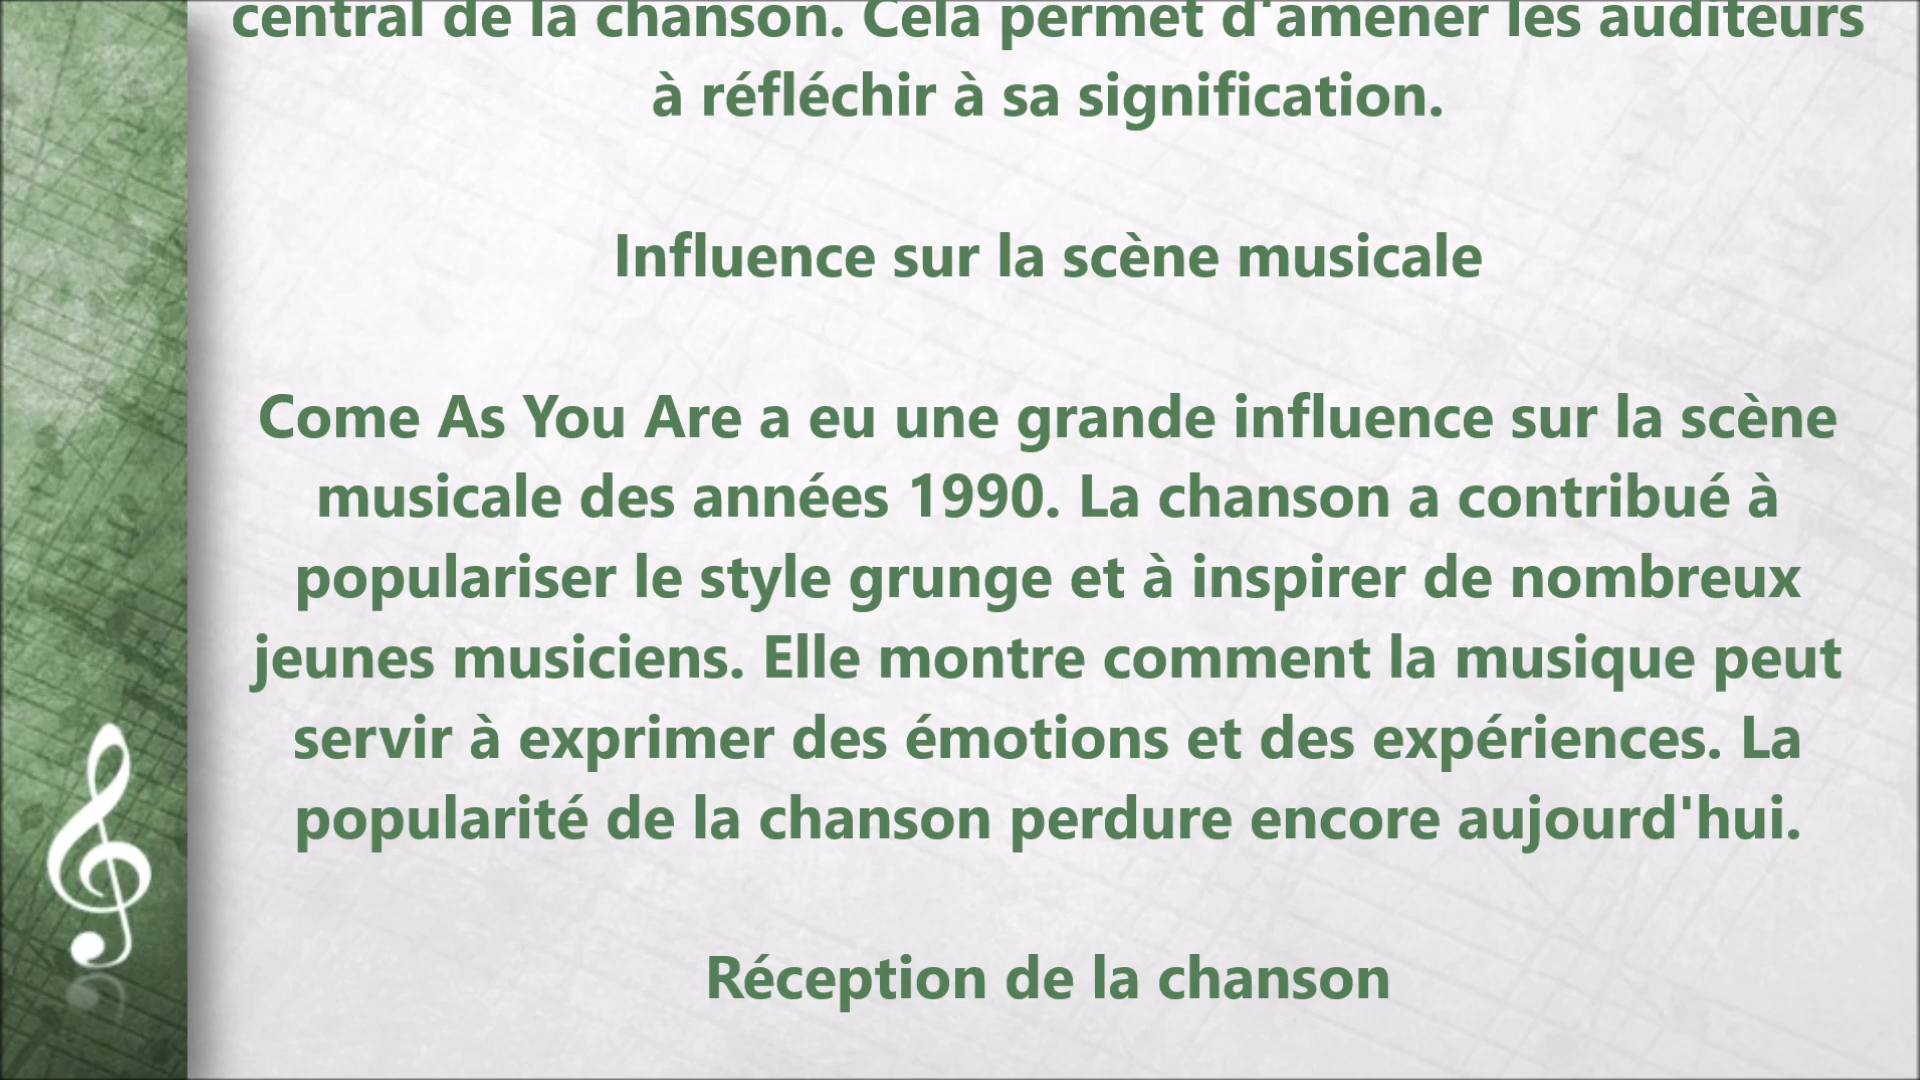 central de la chanson. Cela permet d'amener les auditeurs
à réfléchir à sa signification.
Influence sur la scène musicale
Come As You Are a eu une grande influence sur la scène
musicale des années 1990. La chanson a contribué à
populariser le style grunge et à inspirer de nombreux
jeunes musiciens. Elle montre comment la musique peut
servir à exprimer des émotions et des expériences. La
popularité de la chanson perdure encore aujourd'hui.
Réception de la chanson